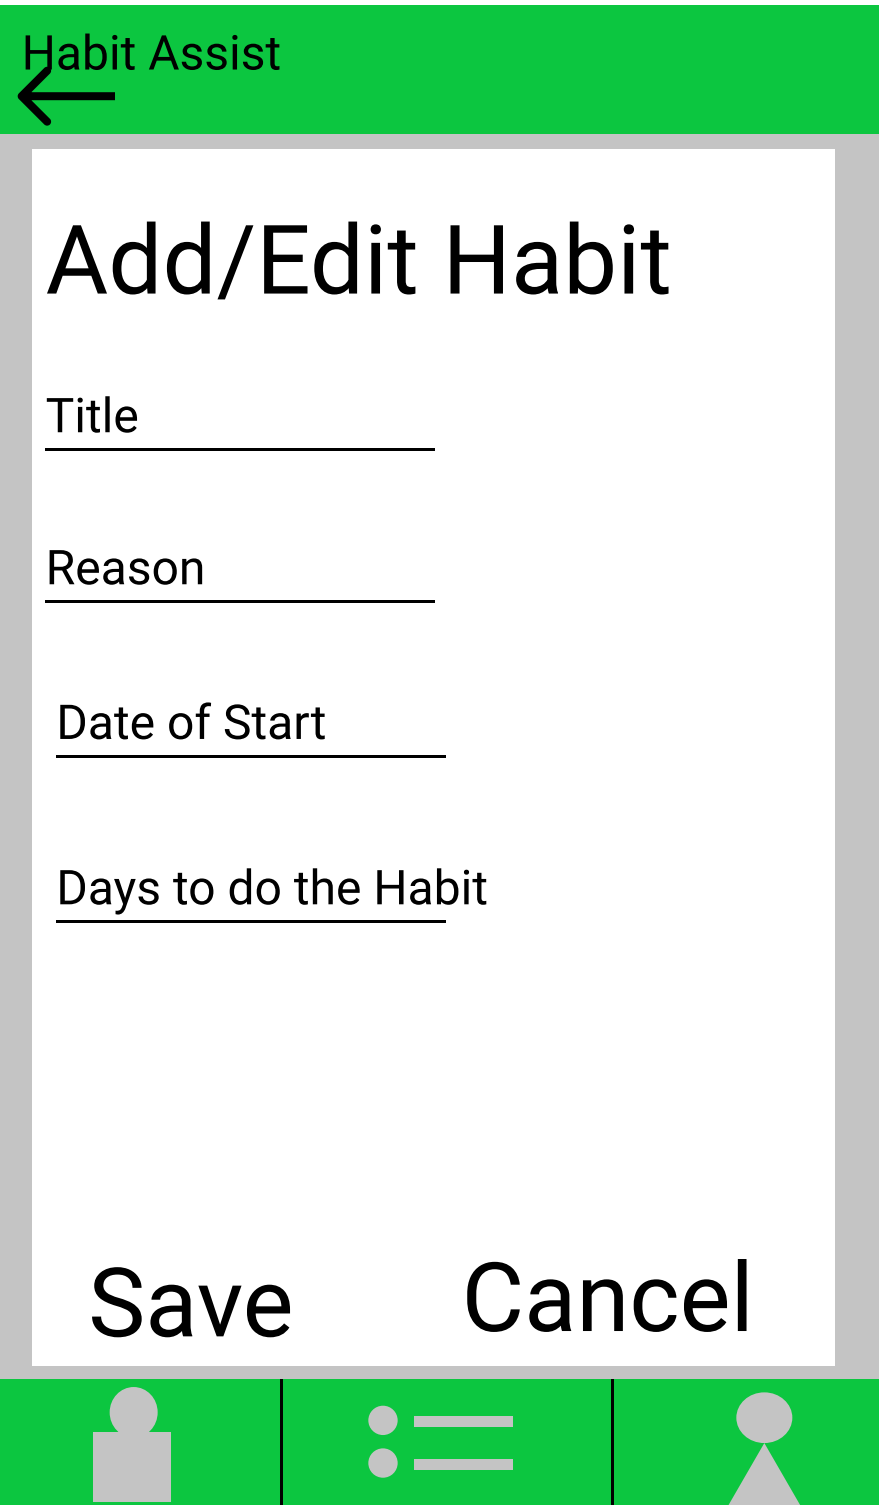 Habit Assist
Add/Edit Habit
Title
Reason
Date of Start
Days to do the Habit
Save Cancel